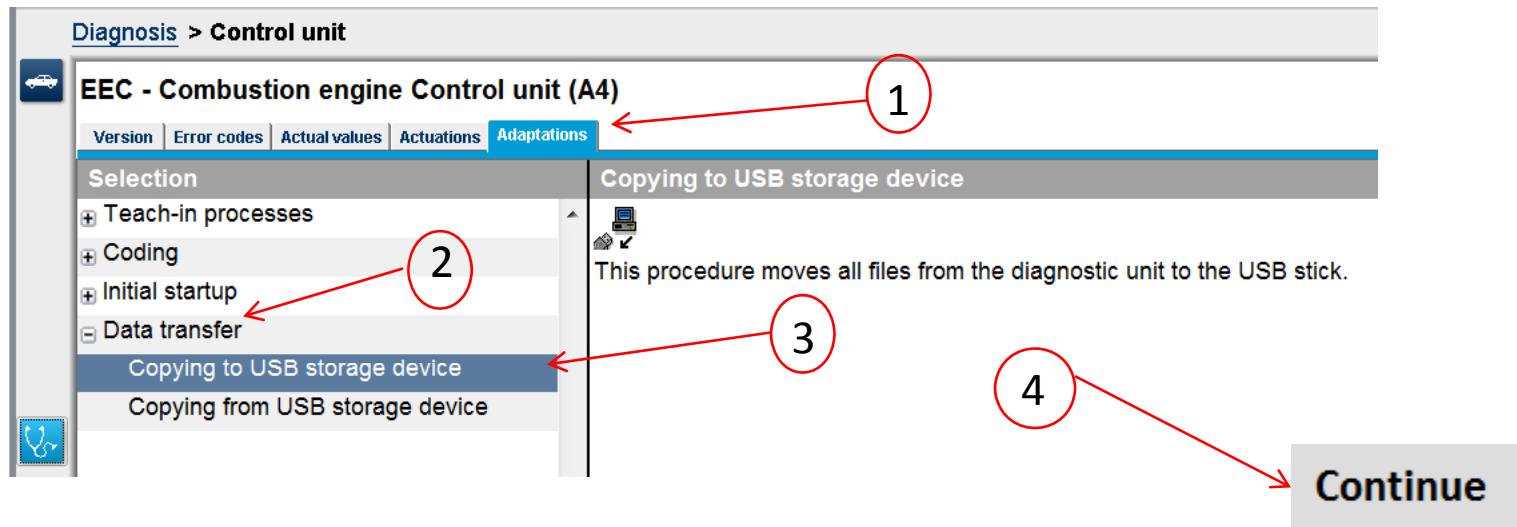 Diagnosis > Control unit
EEC - Combustion engine Control unit (A4)
1
Version Error codes Actual values Actuations Adaptations
Selection
Copying to USB storage device
Teach-in processes
Coding
2
Initial startup
Data transfer
Copying to USB storage device
Copying from USB storage device
This procedure moves all files from the diagnostic unit to the USB stick.
3
4
Continue